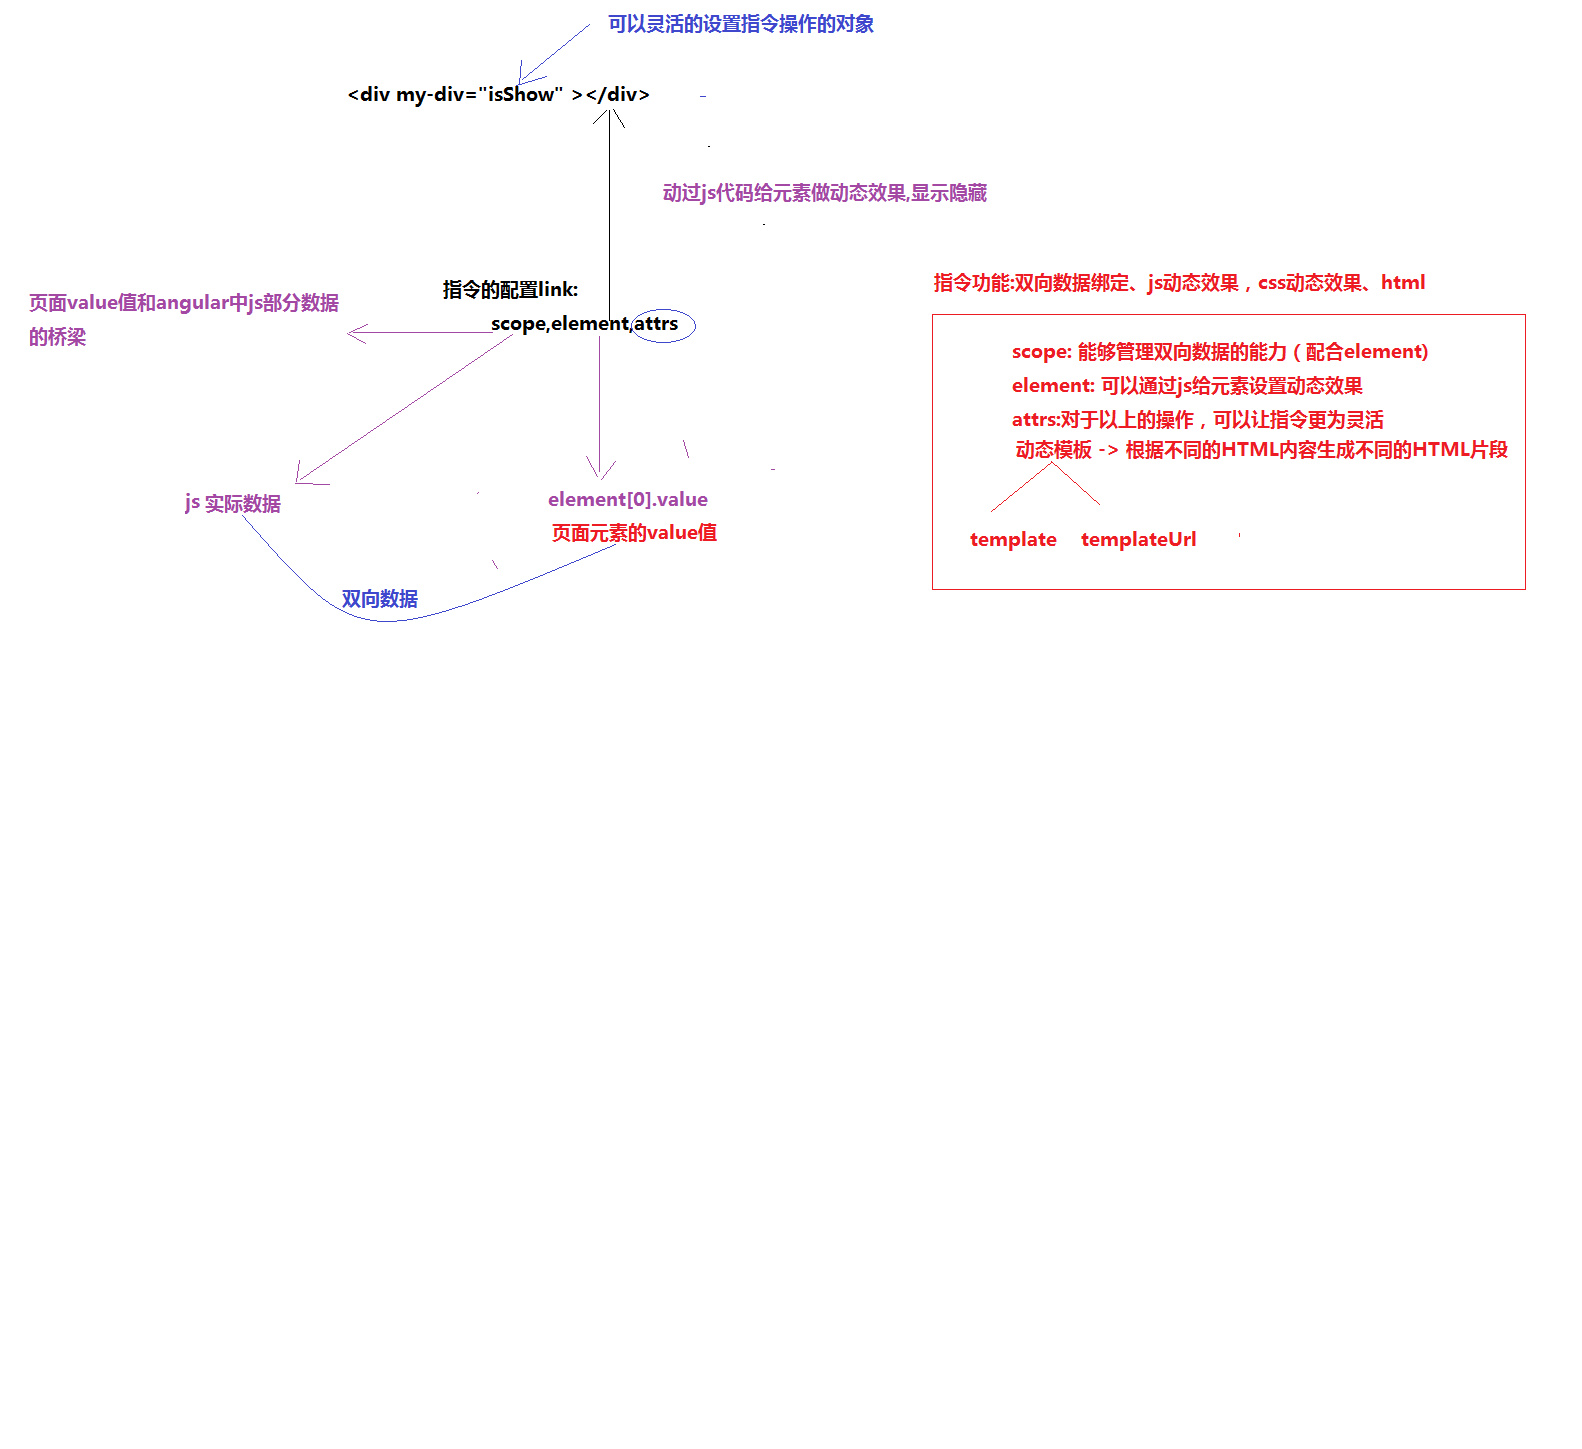 可以灵活的设置指令操作的对象
<div my-div="isShow" ></div>
动过js代码给元素做动态效果,显示隐藏
指令的配置link:
scope,element,attrs
页面value值和angular中js部分数据
的桥梁
js 实际数据
element[0].value
页面元素的value值
双向数据
指令功能:双向数据绑定、js动态效果，css动态效果、html
scope: 能够管理双向数据的能力（配合element)
element: 可以通过js给元素设置动态效果
attrs:对于以上的操作，可以让指令更为灵活
动态模板 -> 根据不同的HTML内容生成不同的HTML片段
template templateUrl